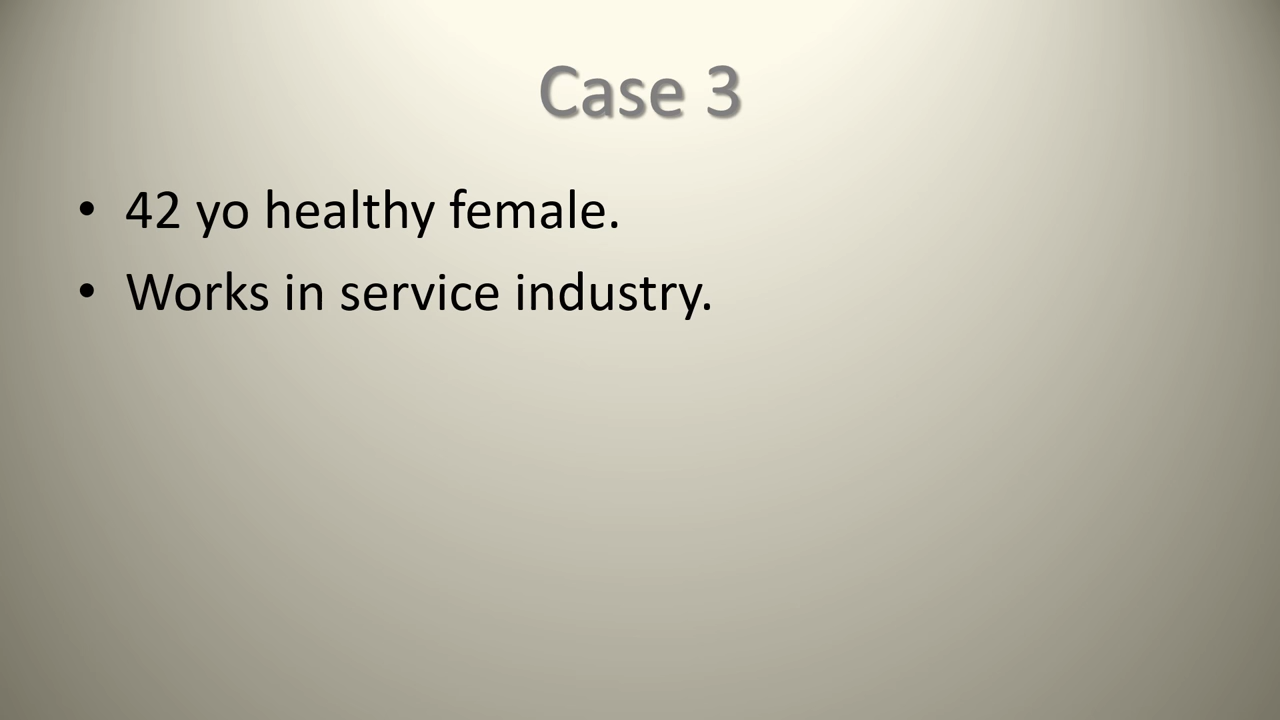 Case 3
• 42 yo healthy female.
• Works in service industry.